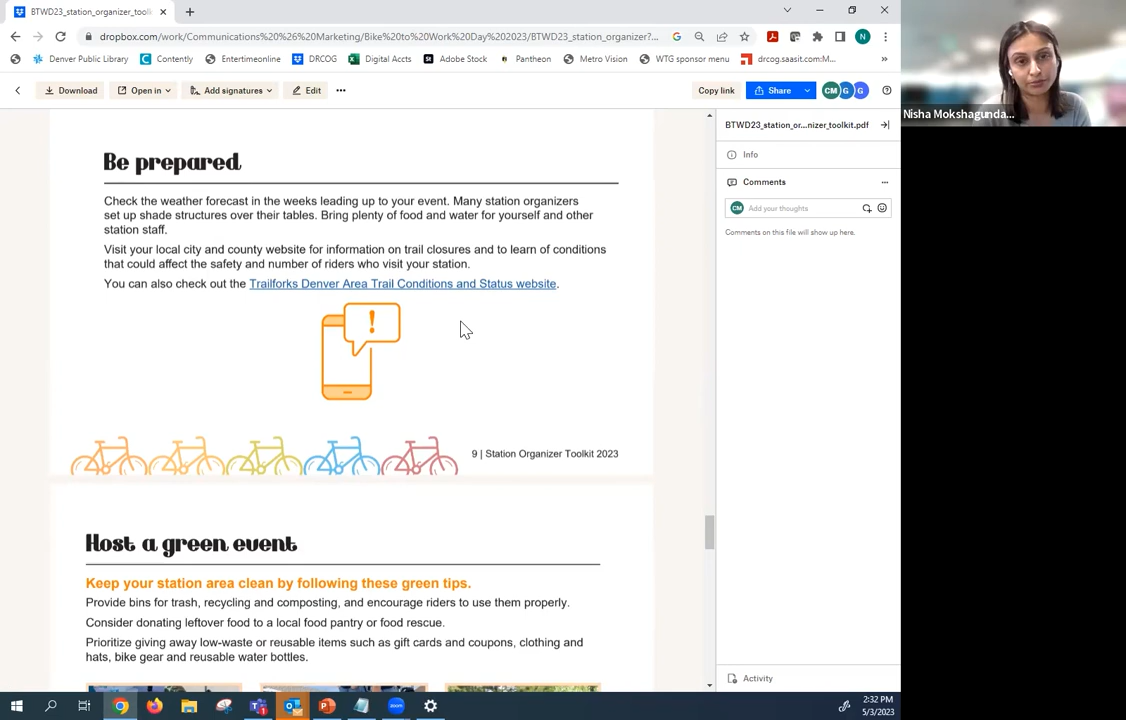 BTWD23_station_organizer_toolk
dropbox.com/work/Communications%20%26%20Marketing/Bike%20to%20Work%20Day%202023/BTWD23_station_organizer?...
Denver Public Library
Contently
Entertimeonline
DRCOG
Digital Accts
Adobe Stock
Pantheon
Metro Vision
WTG sponsor menu
drcog.saasit.com:M...
Download
Open in
Add signatures
Edit
Copy link
Share
CM
G
G
BTWD23_station_or...nizer_toolkit.pdf
Info
Comments
CM
Add your thoughts
Comments on this file will show up here.
Activity
Nisha Mokshagunda...
Be prepared
Check the weather forecast in the weeks leading up to your event. Many station organizers
set up shade structures over their tables. Bring plenty of food and water for yourself and other
station staff.
Visit your local city and county website for information on trail closures and to learn of conditions
that could affect the safety and number of riders who visit your station.
You can also check out the Trailforks Denver Area Trail Conditions and Status website.
!
9 | Station Organizer Toolkit 2023
Host a green event
Keep your station area clean by following these green tips.
Provide bins for trash, recycling and composting, and encourage riders to use them properly.
Consider donating leftover food to a local food pantry or food rescue.
Prioritize giving away low-waste or reusable items such as gift cards and coupons, clothing and
hats, bike gear and reusable water bottles.
2:32 PM
5/3/2023